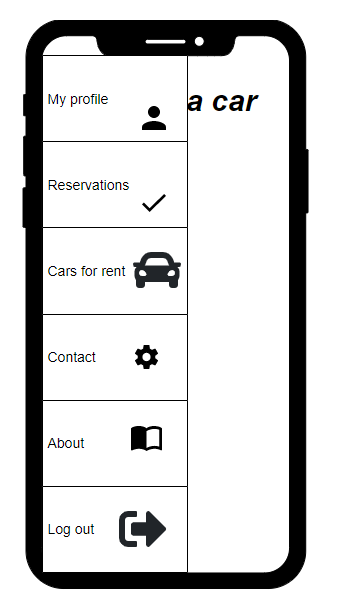 My profile
a car
Reservations
Cars for rent
Contact
About
Log out